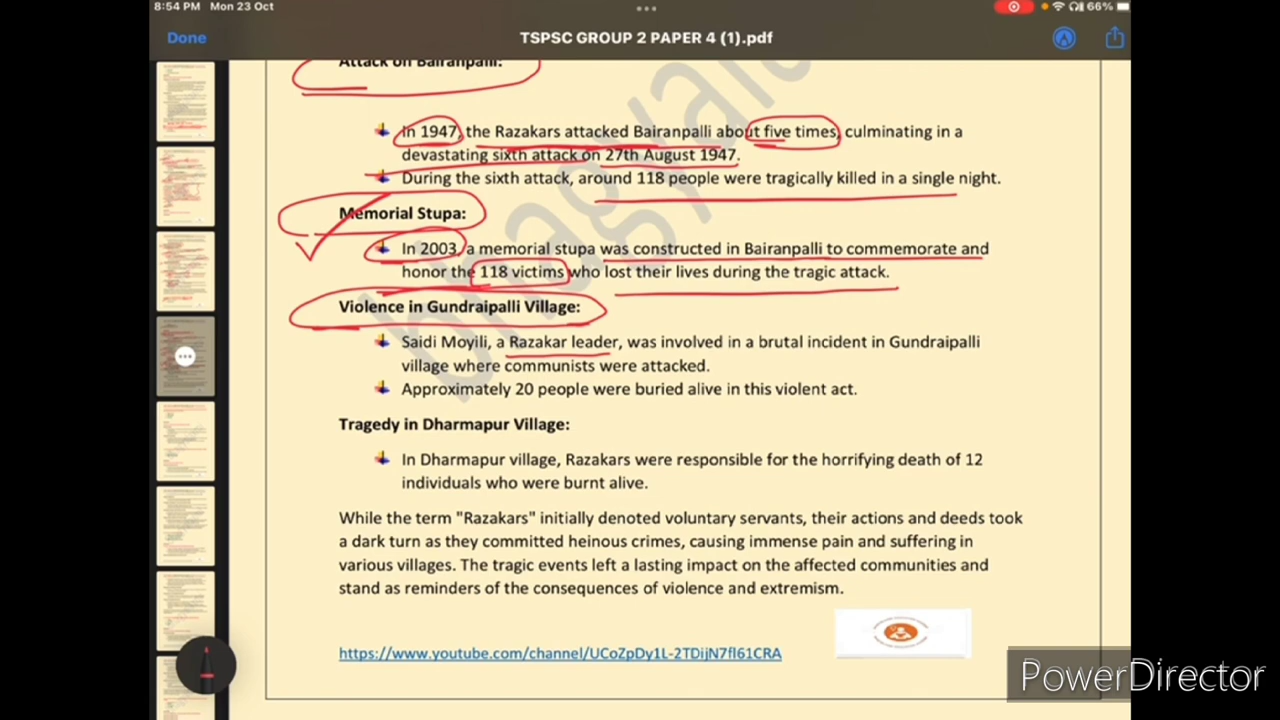 8:54 PM Mon 23 Oct
66%
Done
TSPSC GROUP 2 PAPER 4 (1).pdf
Attack on Bairanpalli:
In 1947, the Razakars attacked Bairanpalli about five times, culminating in a
devastating sixth attack on 27th August 1947.
During the sixth attack, around 118 people were tragically killed in a single night.
Memorial Stupa:
In 2003, a memorial stupa was constructed in Bairanpalli to commemorate and
honor the 118 victims who lost their lives during the tragic attack.
Violence in Gundraipalli Village:
Saidi Moyili, a Razakar leader, was involved in a brutal incident in Gundraipalli
village where communists were attacked.
Approximately 20 people were buried alive in this violent act.
Tragedy in Dharmapur Village:
In Dharmapur village, Razakars were responsible for the horrifying death of 12
individuals who were burnt alive.
While the term "Razakars" initially denoted voluntary servants, their actions and deeds took
a dark turn as they committed heinous crimes, causing immense pain and suffering in
various villages. The tragic events left a lasting impact on the affected communities and
stand as reminders of the consequences of violence and extremism.
https://www.youtube.com/channel/UCoZpDy1L-2TDijN7fl61CRA
PowerDirector